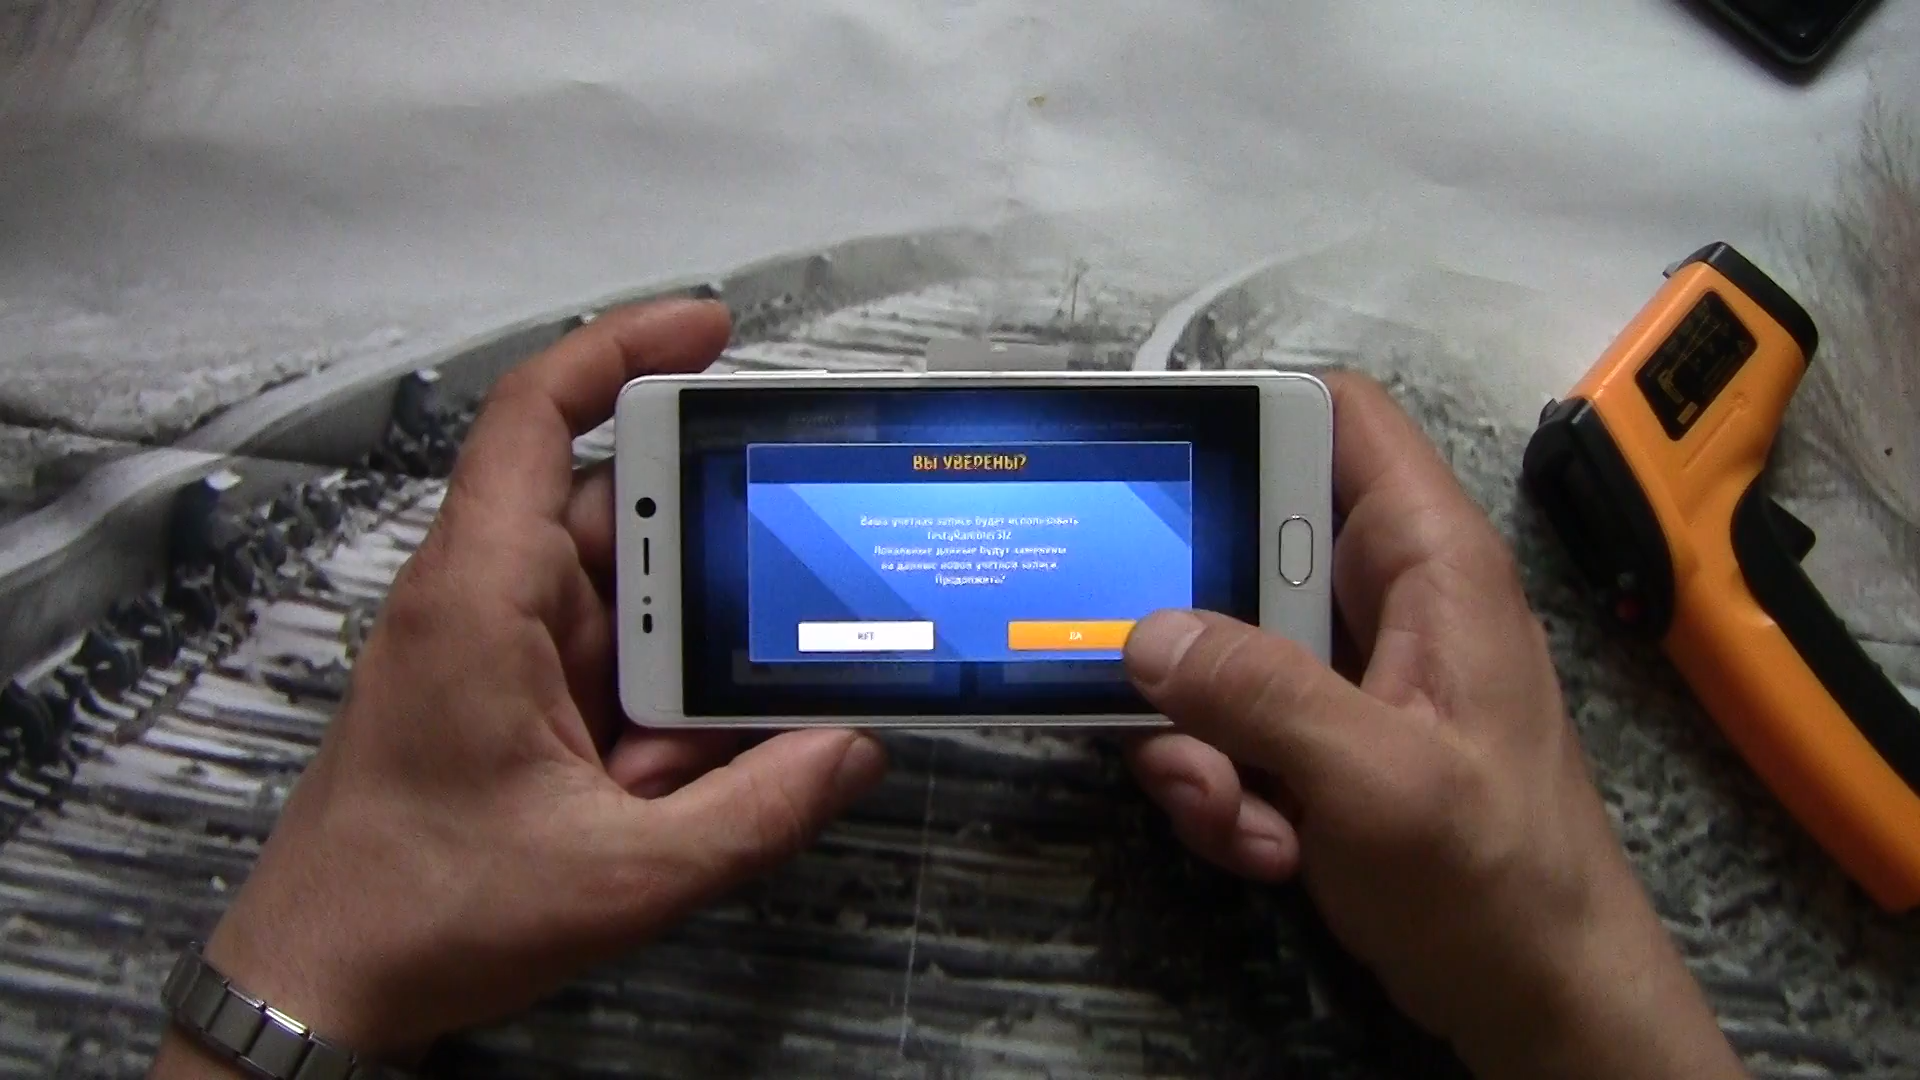 ВЫ УВЕРЕНЫ?
Ваша учетная запись будет использовать
Локальные данные будут заменены
на данные новой учетной записи.
Продолжить?
НЕТ
ДА